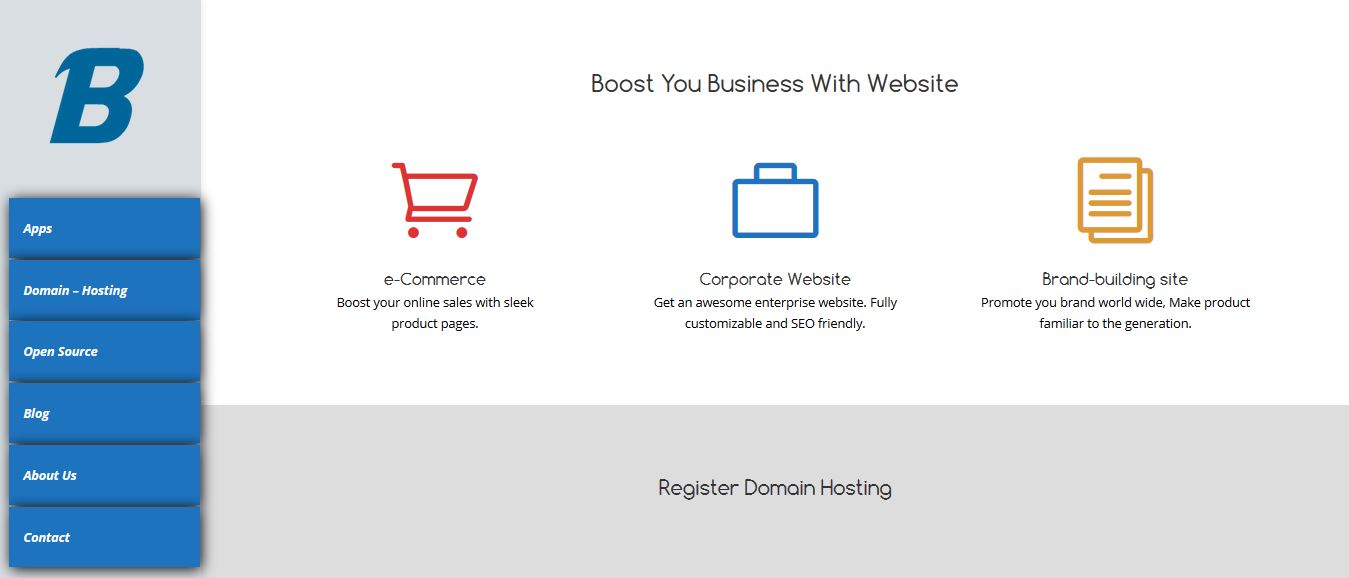 B
Apps
Domain – Hosting
Open Source
Blog
About Us
Contact
Boost You Business With Website
e-Commerce
Boost your online sales with sleek
product pages.
Corporate Website
Get an awesome enterprise website. Fully
customizable and SEO friendly.
Brand-building site
Promote you brand world wide, Make product
familiar to the generation.
Register Domain Hosting